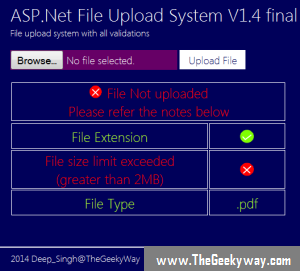 ASP.Net File Upload System V1.4 final
File upload system with all validations
Browse... No file selected. Upload File
File Not uploaded
Please refer the notes below
File Extension
File size limit exceeded
(greater than 2MB)
File Type .pdf
2014 Deep_Singh@TheGeekyWay
www.TheGeekyway.com